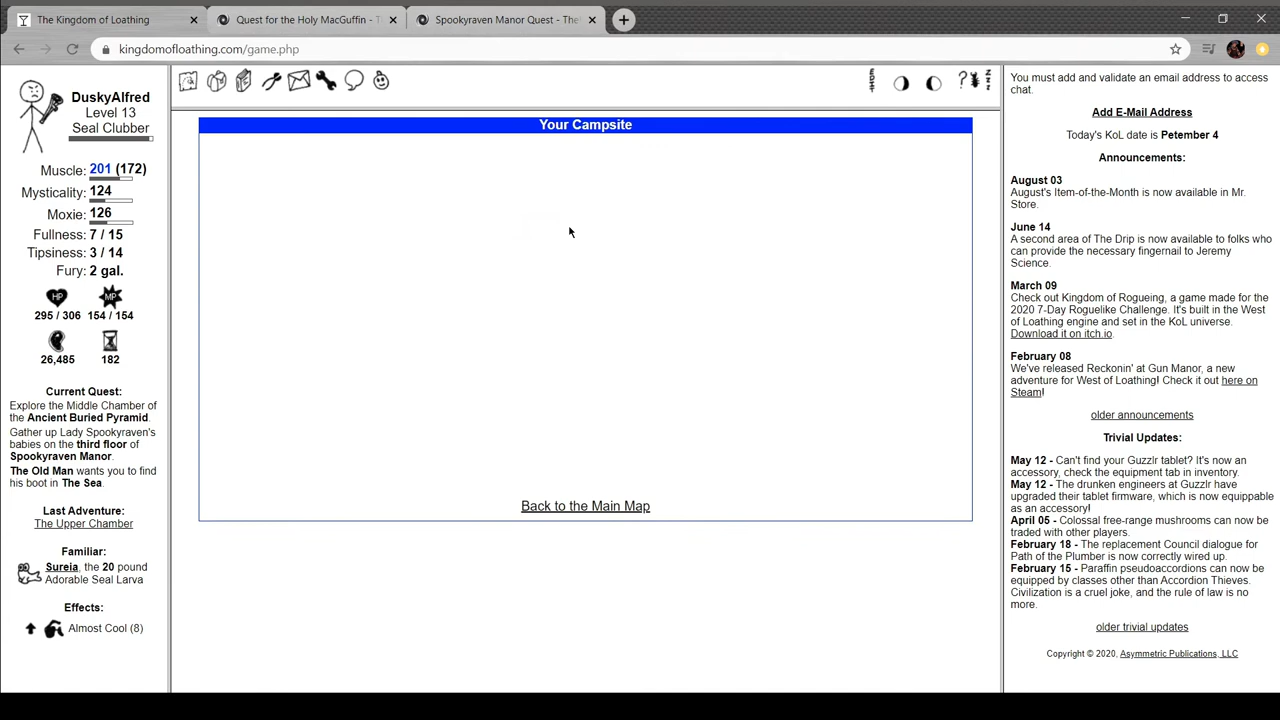 The Kingdom of Loathing
Quest for the Holy MacGuffin - T
Spookyraven Manor Quest - The
kingdomofloathing.com/game.php
DuskyAlfred
Level 13
Seal Clubber
Muscle: 201 (172)
Mysticality: 124
Moxie: 126
Fullness: 7 / 15
Tipsiness: 3 / 14
Fury: 2 gal.
HP MP
295 / 306 154 / 154
26,485 182
Current Quest:
Explore the Middle Chamber of
the Ancient Buried Pyramid.
Gather up Lady Spookyraven's
babies on the third floor of
Spookyraven Manor.
The Old Man wants you to find
his boot in The Sea.
Last Adventure:
The Upper Chamber
Familiar:
Sureia, the 20 pound
Adorable Seal Larva
Effects:
Almost Cool (8)
Your Campsite
Back to the Main Map
You must add and validate an email address to access
chat.
Add E-Mail Address
Today's KoL date is Petember 4
Announcements:
August 03
August's Item-of-the-Month is now available in Mr.
Store.
June 14
A second area of The Drip is now available to folks who
can provide the necessary fingernail to Jeremy
Science.
March 09
Check out Kingdom of Rogueing, a game made for the
2020 7-Day Roguelike Challenge. It's built in the West
of Loathing engine and set in the KoL universe.
Download it on itch.io.
February 08
We've released Reckonin' at Gun Manor, a new
adventure for West of Loathing! Check it out here on
Steam!
older announcements
Trivial Updates:
May 12 - Can't find your Guzzlr tablet? It's now an
accessory, check the equipment tab in inventory.
May 12 - The drunken engineers at Guzzlr have
upgraded their tablet firmware, which is now equippable
as an accessory!
April 05 - Colossal free-range mushrooms can now be
traded with other players.
February 18 - The replacement Council dialogue for
Path of the Plumber is now correctly wired up.
February 15 - Paraffin pseudoaccordions can now be
equipped by classes other than Accordion Thieves.
Civilization is a cruel joke, and the rule of law is no
more.
older trivial updates
Copyright © 2020, Asymmetric Publications, LLC